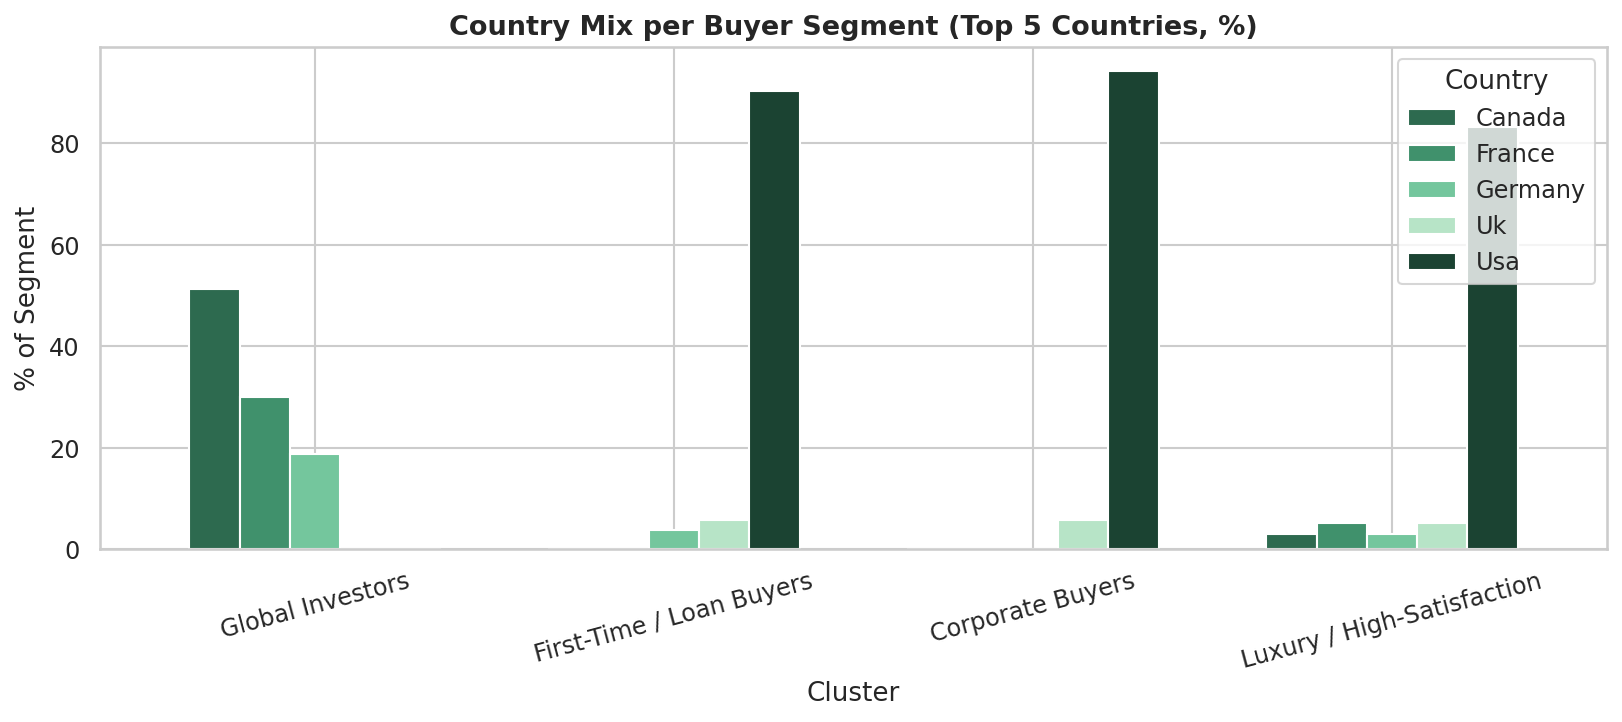 Country Mix per Buyer Segment (Top 5 Countries, %)
% of Segment
80
60
40
20
0
Country
Canada
France
Germany
Uk
Usa
Global Investors
First-Time / Loan Buyers
Corporate Buyers
Luxury / High-Satisfaction
Cluster